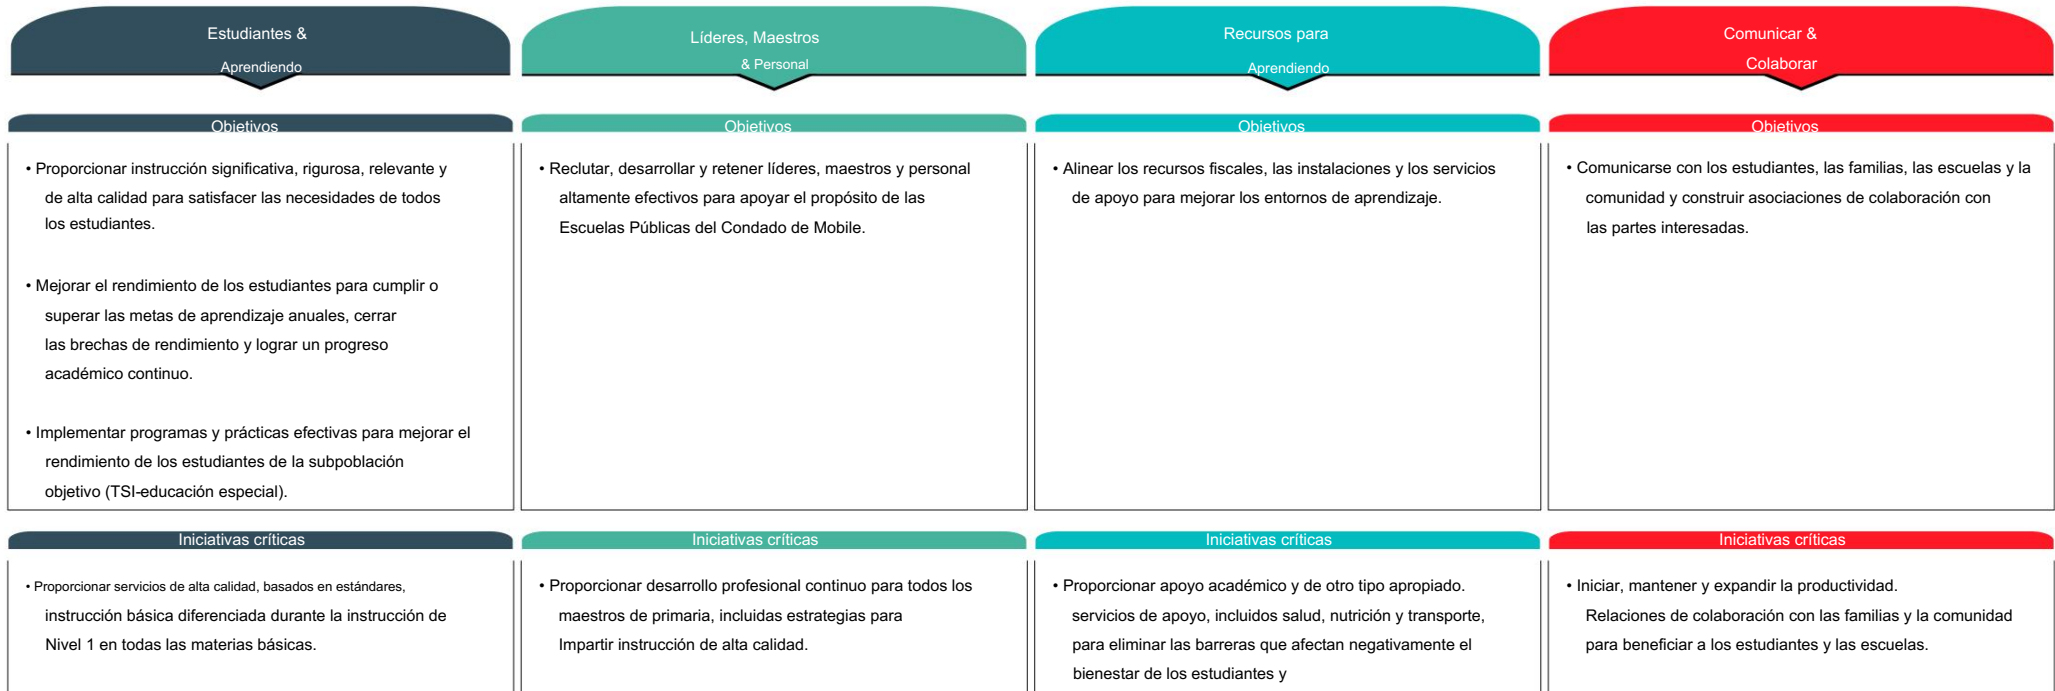 Estudiantes &
Aprendiendo
Objetivos
• Proporcionar instrucción significativa, rigurosa, relevante y
de alta calidad para satisfacer las necesidades de todos
los estudiantes.
• Mejorar el rendimiento de los estudiantes para cumplir o
superar las metas de aprendizaje anuales, cerrar
las brechas de rendimiento y lograr un progreso
académico continuo.
• Implementar programas y prácticas efectivas para mejorar el
rendimiento de los estudiantes de la subpoblación
objetivo (TSI-educación especial).
Iniciativas críticas
• Proporcionar servicios de alta calidad, basados en estándares,
instrucción básica diferenciada durante la instrucción de
Nivel 1 en todas las materias básicas.
Líderes, Maestros
& Personal
Objetivos
• Reclutar, desarrollar y retener líderes, maestros y personal
altamente efectivos para apoyar el propósito de las
Escuelas Públicas del Condado de Mobile.
Iniciativas críticas
• Proporcionar desarrollo profesional continuo para todos los
maestros de primaria, incluidas estrategias para
Impartir instrucción de alta calidad.
Recursos para
Aprendiendo
Objetivos
• Alinear los recursos fiscales, las instalaciones y los servicios
de apoyo para mejorar los entornos de aprendizaje.
Iniciativas críticas
• Proporcionar apoyo académico y de otro tipo apropiado.
servicios de apoyo, incluidos salud, nutrición y transporte,
para eliminar las barreras que afectan negativamente el
bienestar de los estudiantes y
Comunicar &
Colaborar
Objetivos
• Comunicarse con los estudiantes, las familias, las escuelas y la
comunidad y construir asociaciones de colaboración con
las partes interesadas.
Iniciativas críticas
• Iniciar, mantener y expandir la productividad.
Relaciones de colaboración con las familias y la comunidad
para beneficiar a los estudiantes y las escuelas.